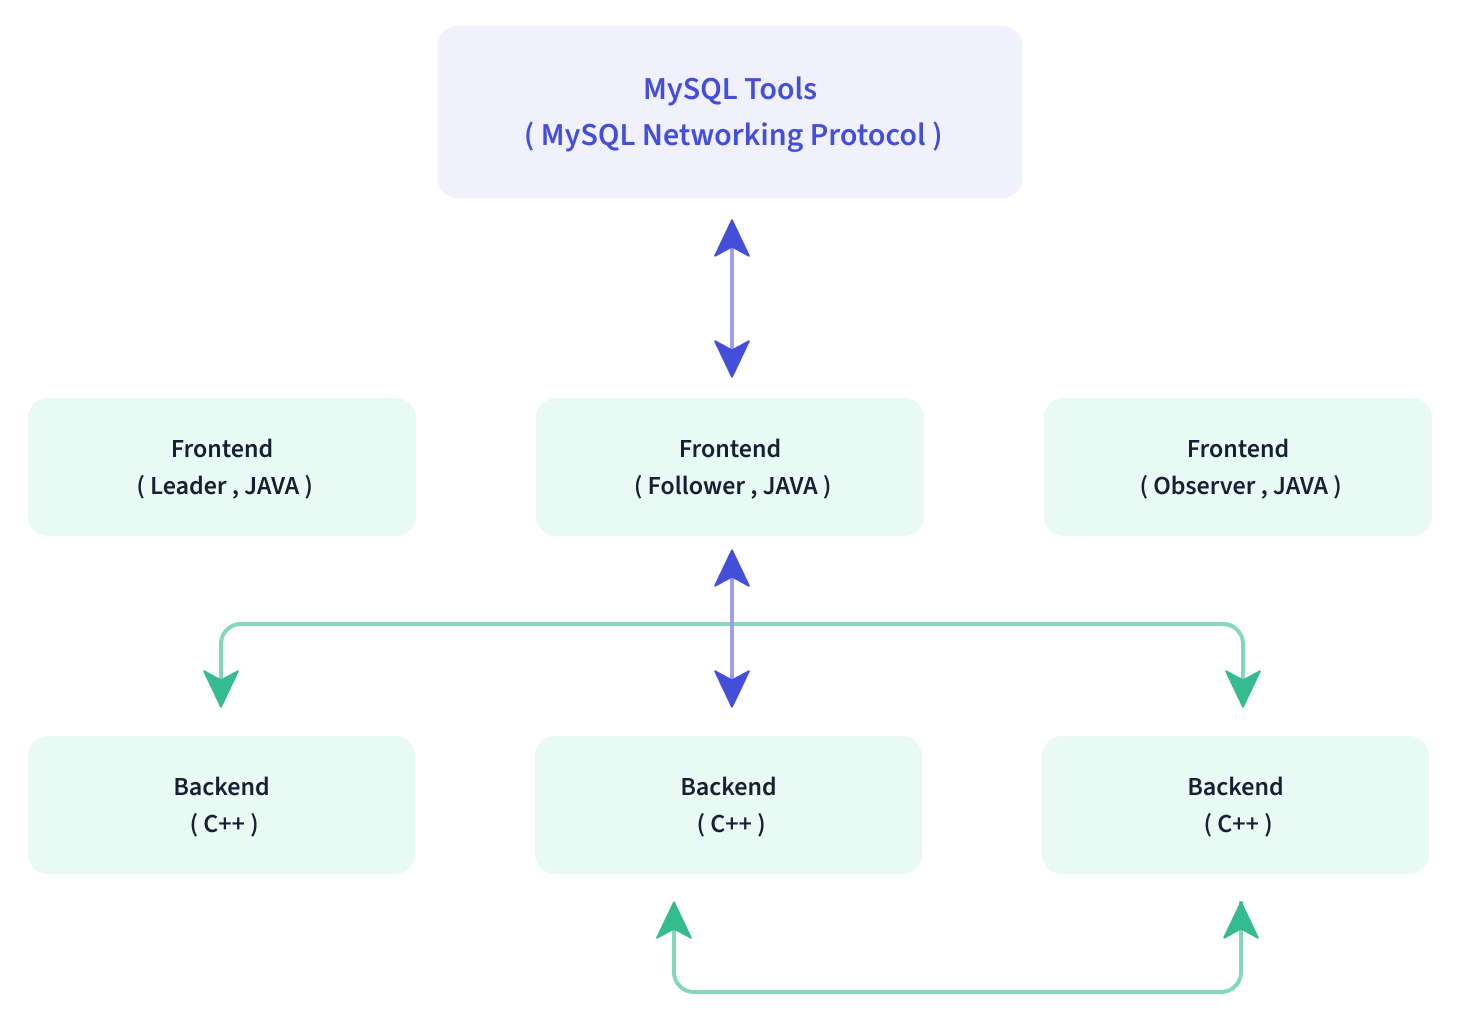 MySQL Tools
( MySQL Networking Protocol )
Frontend
( Leader , JAVA )
Frontend
( Follower , JAVA )
Frontend
( Observer , JAVA )
Backend
( C++ )
Backend
( C++ )
Backend
( C++ )